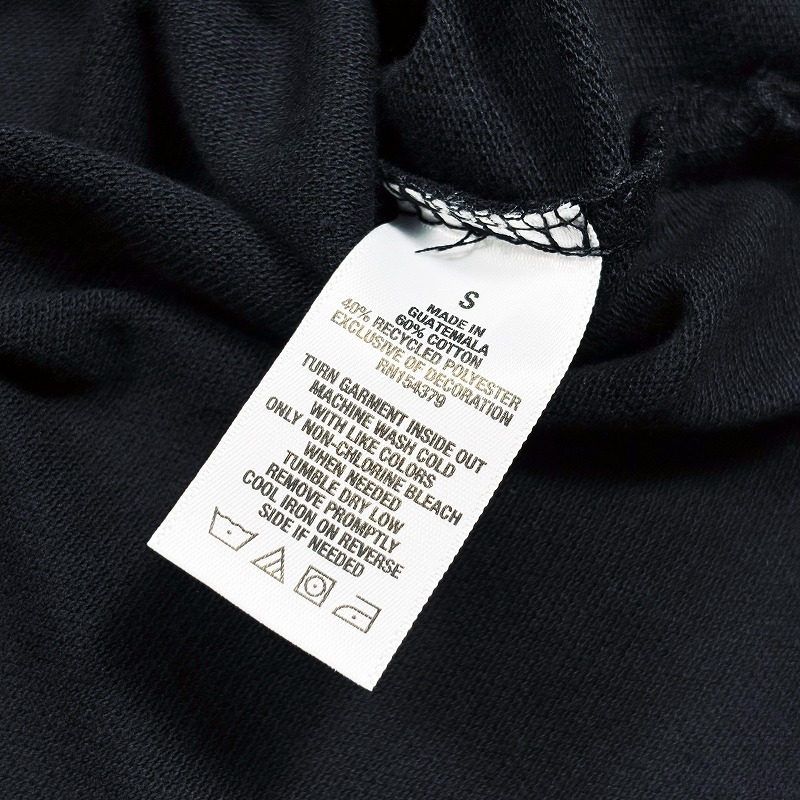 S
MADE IN
GUATEMALA
60% COTTON
40% RECYCLED POLYESTER
EXCLUSIVE OF DECORATION
RN154379
TURN GARMENT INSIDE OUT
MACHINE WASH COLD
WITH LIKE COLORS
ONLY NON-CHLORINE BLEACH
WHEN NEEDED
TUMBLE DRY LOW
REMOVE PROMPTLY
COOL IRON ON REVERSE
SIDE IF NEEDED